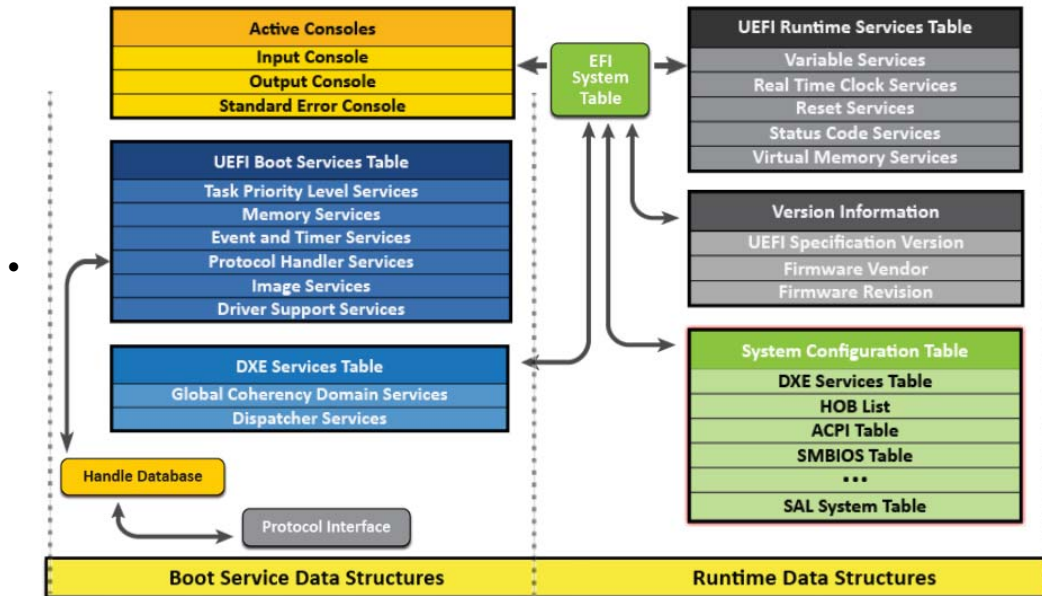 Active Consoles
Input Console
Output Console
Standard Error Console
EFI
System
Table
UEFI Runtime Services Table
Variable Services
Real Time Clock Services
Reset Services
Status Code Services
Virtual Memory Services
UEFI Boot Services Table
Task Priority Level Services
Memory Services
Event and Timer Services
Protocol Handler Services
Image Services
Driver Support Services
Version Information
UEFI Specification Version
Firmware Vendor
Firmware Revision
DXE Services Table
Global Coherency Domain Services
Dispatcher Services
System Configuration Table
DXE Services Table
HOB List
ACPI Table
SMBIOS Table
...
SAL System Table
Handle Database
Protocol Interface
Boot Service Data Structures
Runtime Data Structures